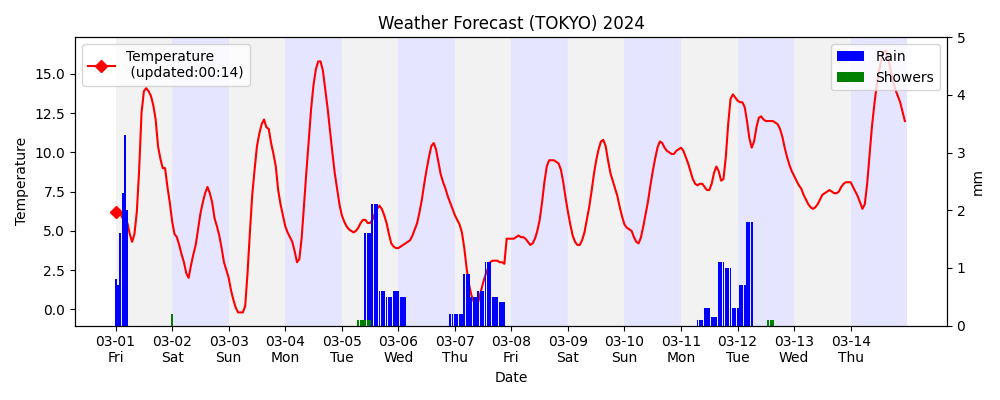 Weather Forecast (TOKYO) 2024
Temperature
(updated:00:14)
Rain
Showers
Temperature
15.0
12.5
10.0
7.5
5.0
2.5
0.0
5
4
3
2
1
0
mm
03-01 03-02 03-03 03-04 03-05 03-06 03-07 03-08 03-09 03-10 03-11 03-12 03-13 03-14
Fri Sat Sun Mon Tue Wed Thu Fri Sat Sun Mon Tue Wed Thu
Date